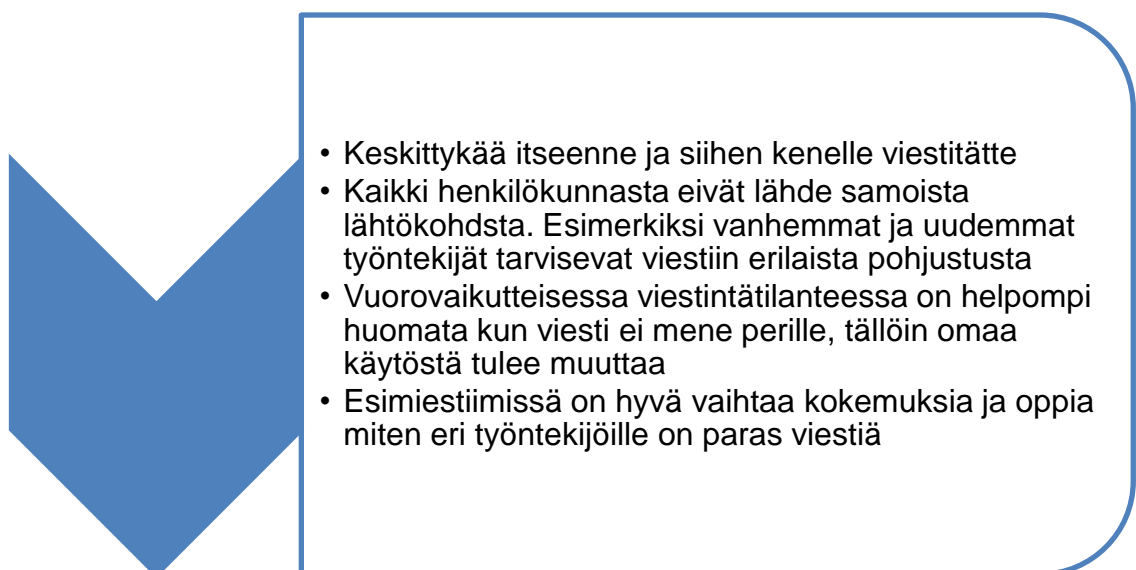 • Keskittykää itseenne ja siihen kenelle viestitätte
• Kaikki henkilökunnasta eivät lähde samoista
lähtökohdsta. Esimerkiksi vanhemmat ja uudemmat
työntekijät tarvisevat viestiin erilaista pohjustusta
• Vuorovaikutteisessa viestintätilanteessa on helpompi
huomata kun viesti ei mene perille, tällöin omaa
käytöstä tulee muuttaa
• Esimiestiimissä on hyvä vaihtaa kokemuksia ja oppia
miten eri työntekijöille on paras viestiä